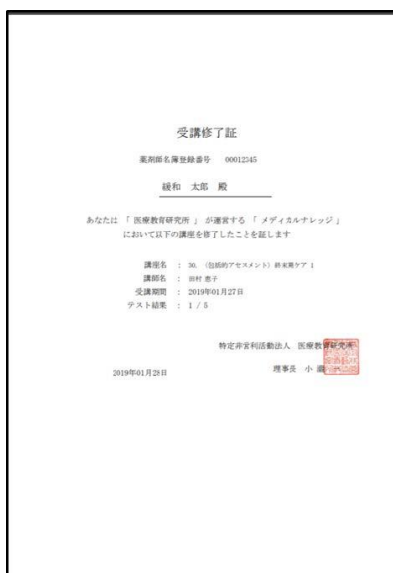 受講修了証
薬剤師名簿登録番号 00012345
緩和 太郎 殿
あなたは 「 医療教育研究所 」 が運営する 「 メディカルナレッジ 」
において以下の講座を修了したことを証します
講座名 : 30. (包括的アセスメント) 終末期ケア 1
講師名 : 田村 恵子
受講期間 : 2019年01月27日
テスト結果 : 1 / 5
特定非営利活動法人 医療教育研究所
理事長 小
2019年01月28日